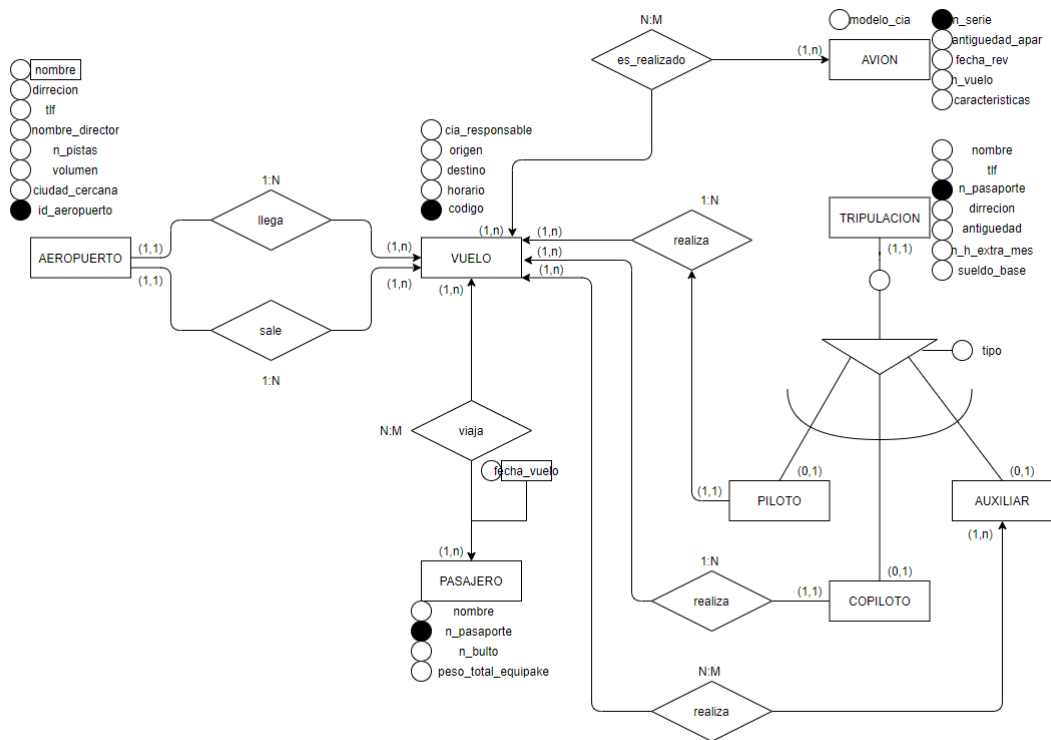 N:M
modelo_cia
n_serie
antiguedad_apar
fecha_rev
h_vuelo
caracteristicas
es_realizado
(1,n)
AVION
nombre
dirrecion
tlf
nombre_director
n_pistas
volumen
ciudad_cercana
id_aeropuerto
cia_responsable
origen
destino
horario
codigo
nombre
tlf
n_pasaporte
dirrecion
antiguedad
n_h_extra_mes
sueldo_base
TRIPULACION
(1,1)
1:N
llega
(1,1)
(1,n)
AEROPUERTO
(1,1)
(1,n)
sale
1:N
(1,n)
VUELO
(1,n)
(1,n)
(1,n)
(1,n)
1:N
realiza
tipo
N:M
viaja
fecha_vuelo
(1,n)
PASAJERO
nombre
n_pasaporte
n_bulto
peso_total_equipake
(0,1)
(1,1)
PILOTO
(0,1)
AUXILIAR
(1,n)
1:N
realiza
(1,1)
(0,1)
COPILOTO
N:M
realiza